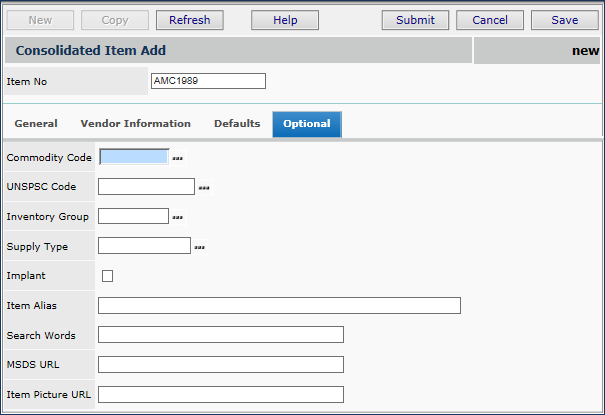 New Copy Refresh Help Submit Cancel Save
Consolidated Item Add new
Item No AMC1989
General Vendor Information Defaults Optional
Commodity Code
UNSPSC Code
Inventory Group
Supply Type
Implant
Item Alias
Search Words
MSDS URL
Item Picture URL